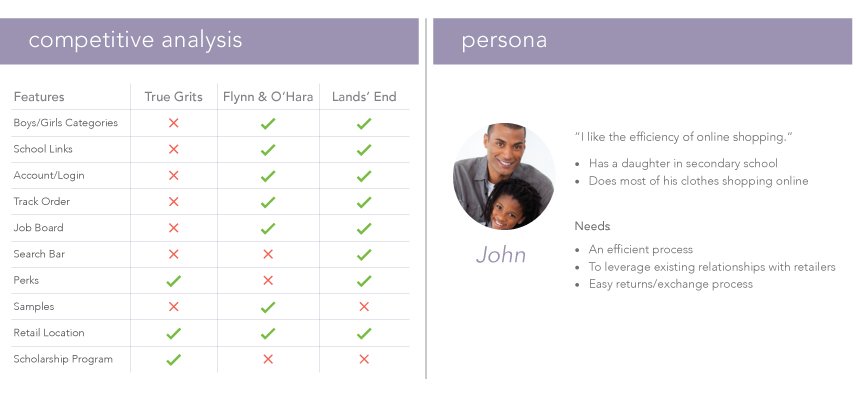 competitive analysis
Features True Grits Flynn & O’Hara Lands’ End
Boys/Girls Categories
School Links
Account/Login
Track Order
Job Board
Search Bar
Perks
Samples
Retail Location
Scholarship Program
persona
John
“I like the efficiency of online shopping.”
• Has a daughter in secondary school
• Does most of his clothes shopping online
Needs:
• An efficient process
• To leverage existing relationships with retailers
• Easy returns/exchange process